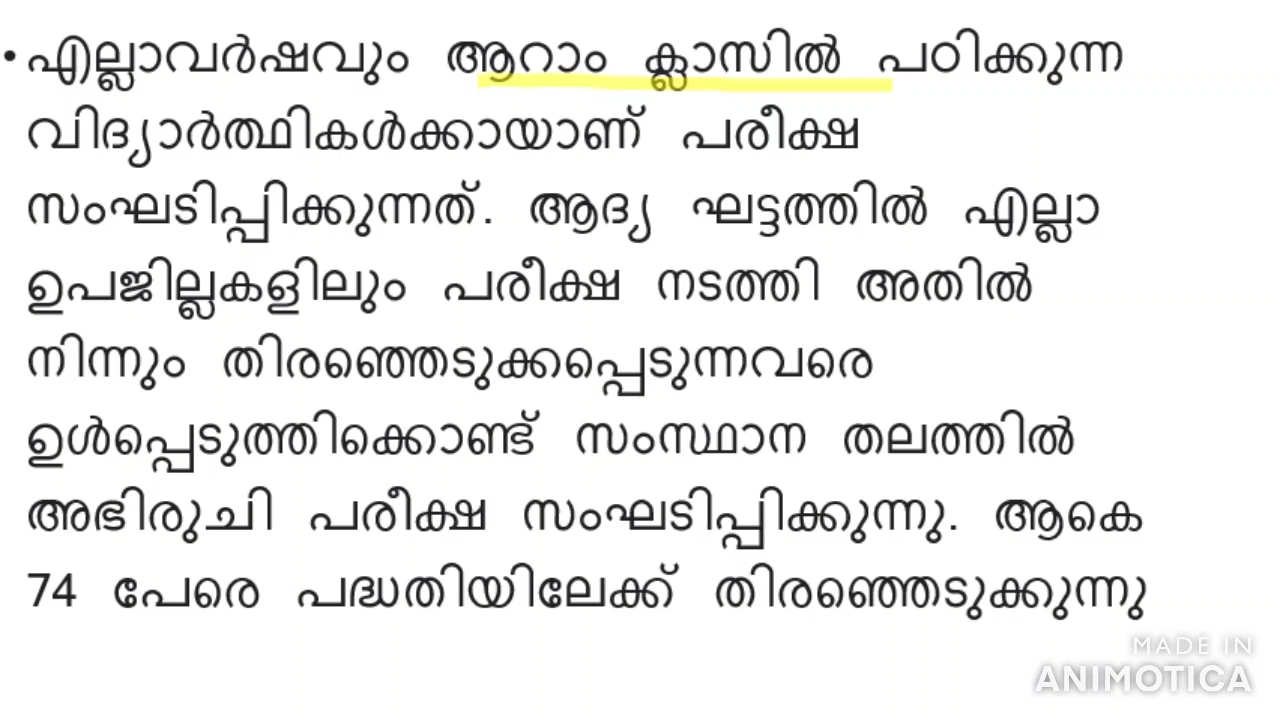 • എല്ലാവർഷവും ആറാം ക്ലാസിൽ പഠിക്കുന്ന
വിദ്യാർത്ഥികൾക്കായാണ് പരീക്ഷ
സംഘടിപ്പിക്കുന്നത്. ആദ്യ ഘട്ടത്തിൽ എല്ലാ
ഉപജില്ലകളിലും പരീക്ഷ നടത്തി അതിൽ
നിന്നും തിരഞ്ഞെടുക്കപ്പെടുന്നവരെ
ഉൾപ്പെടുത്തിക്കൊണ്ട് സംസ്ഥാന തലത്തിൽ
അഭിരുചി പരീക്ഷ സംഘടിപ്പിക്കുന്നു. ആകെ
74 പേരെ പദ്ധതിയിലേക്ക് തിരഞ്ഞെടുക്കുന്നു
MADE IN
ANIMOTICA